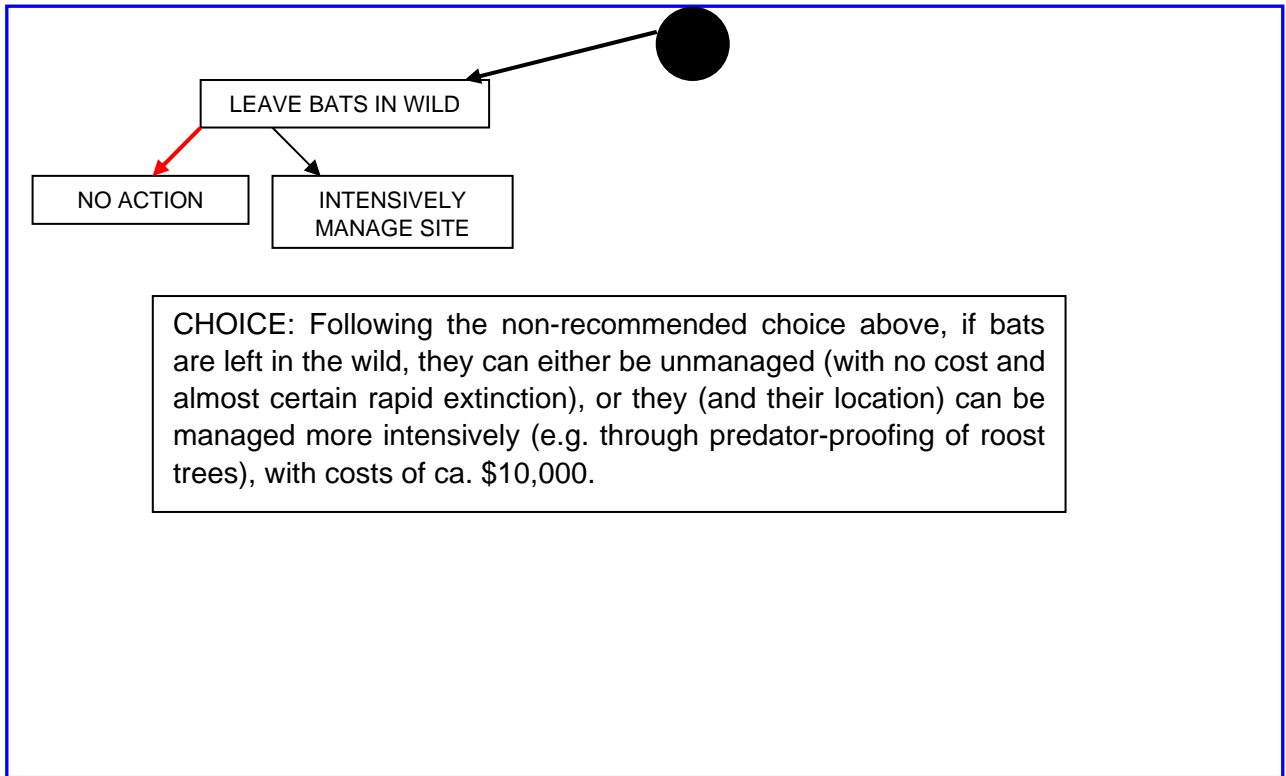 LEAVE BATS IN WILD
NO ACTION
INTENSIVELY
MANAGE SITE
CHOICE: Following the non-recommended choice above, if bats
are left in the wild, they can either be unmanaged (with no cost and
almost certain rapid extinction), or they (and their location) can be
managed more intensively (e.g. through predator-proofing of roost
trees), with costs of ca. $10,000.